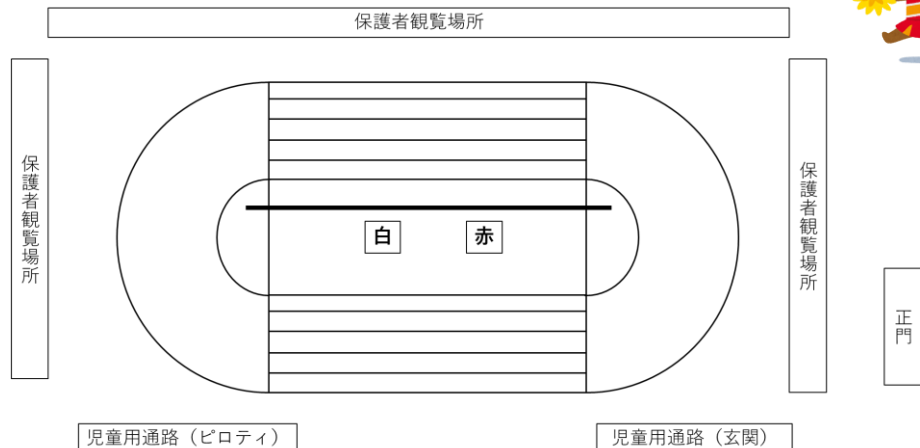 保護者観覧場所
保護者観覧場所
白
赤
保護者観覧場所
正門
児童用通路（ピロティ）
児童用通路（玄関）